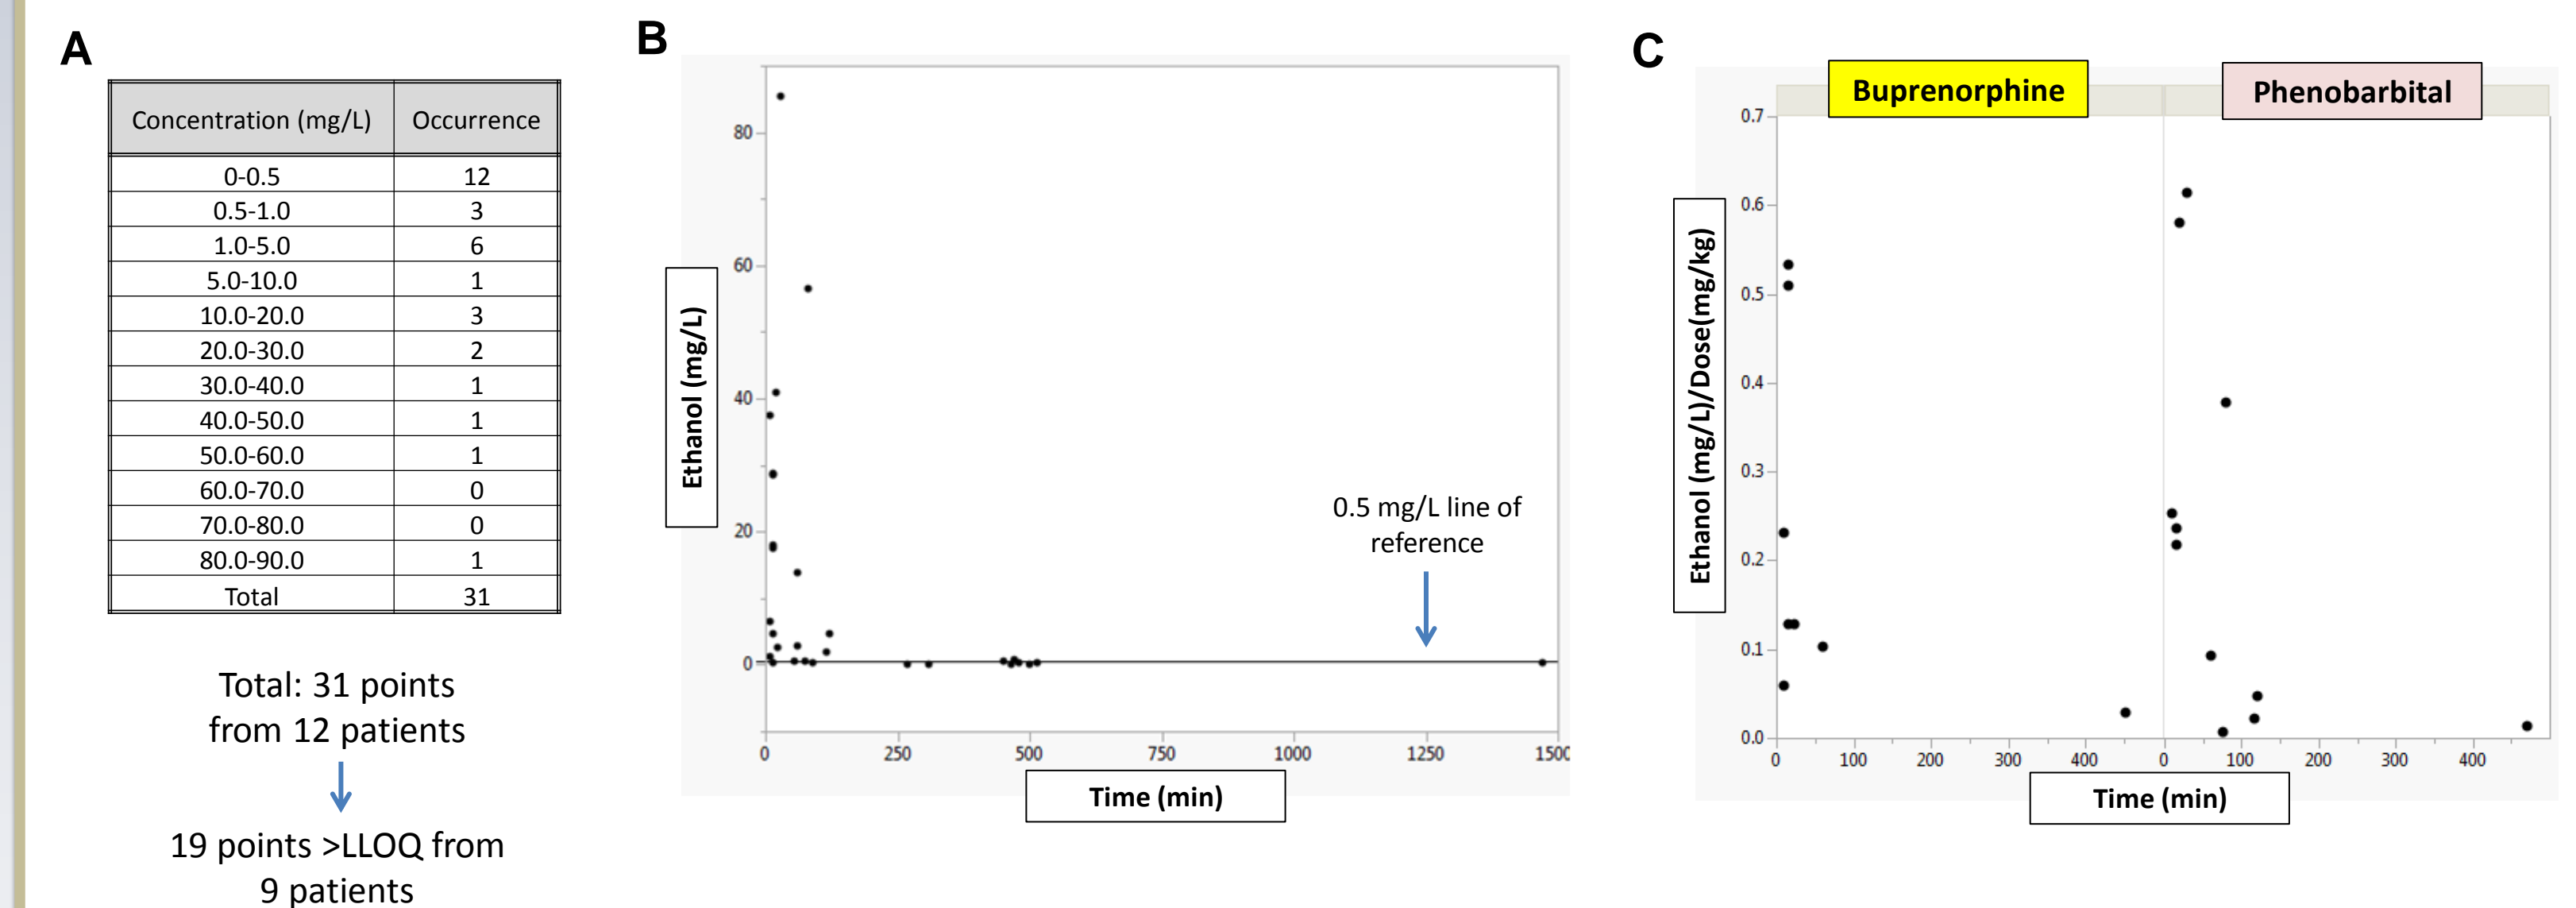 A
Concentration (mg/L) Occurrence
0-0.5 12
0.5-1.0 3
1.0-5.0 6
5.0-10.0 1
10.0-20.0 3
20.0-30.0 2
30.0-40.0 1
40.0-50.0 1
50.0-60.0 1
60.0-70.0 0
70.0-80.0 0
80.0-90.0 1
Total 31
Total: 31 points
from 12 patients
19 points >LLOQ from
9 patients
B
Ethanol (mg/L)
80
60
40
20
0
0.5 mg/L line of
reference
0 250 500 750 1000 1250 1500
Time (min)
C
Buprenorphine Phenobarbital
Ethanol (mg/L)/Dose(mg/kg)
0.7
0.6
0.5
0.4
0.3
0.2
0.1
0.0
0 100 200 300 400 0 100 200 300 400
Time (min)